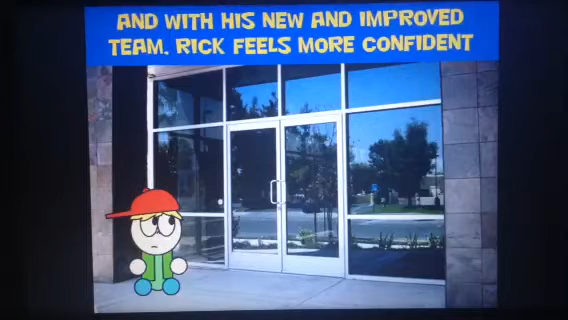 AND WITH HIS NEW AND IMPROVED
TEAM, RICK FEELS MORE CONFIDENT